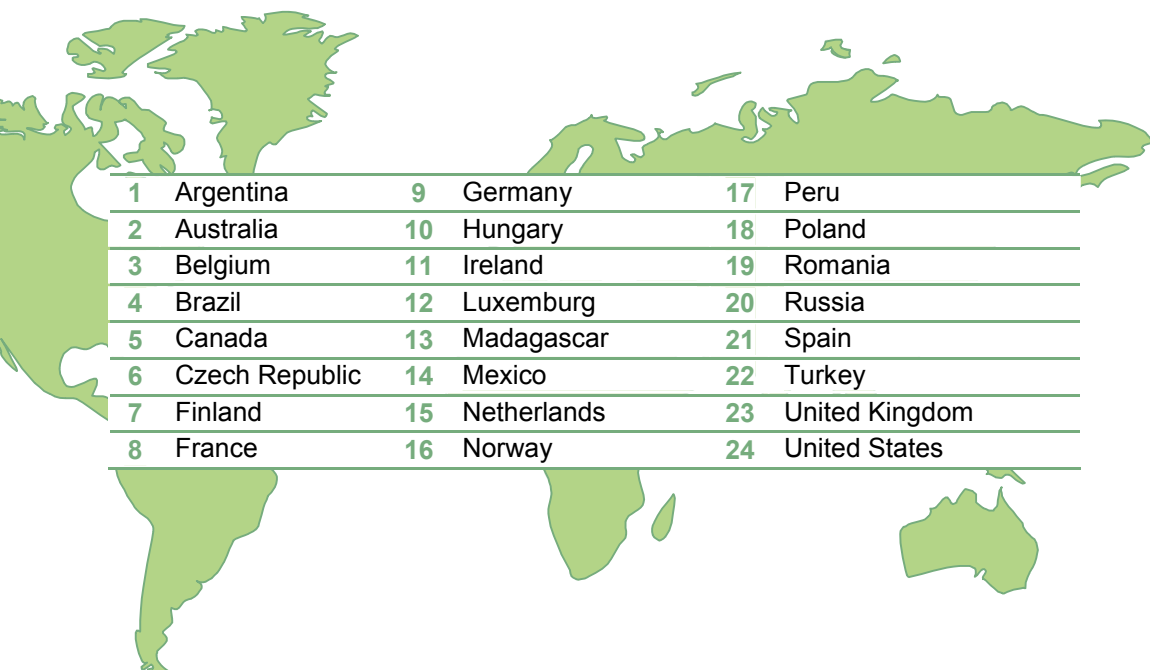 1 Argentina 9 Germany 17 Peru
2 Australia 10 Hungary 18 Poland
3 Belgium 11 Ireland 19 Romania
4 Brazil 12 Luxemburg 20 Russia
5 Canada 13 Madagascar 21 Spain
6 Czech Republic 14 Mexico 22 Turkey
7 Finland 15 Netherlands 23 United Kingdom
8 France 16 Norway 24 United States